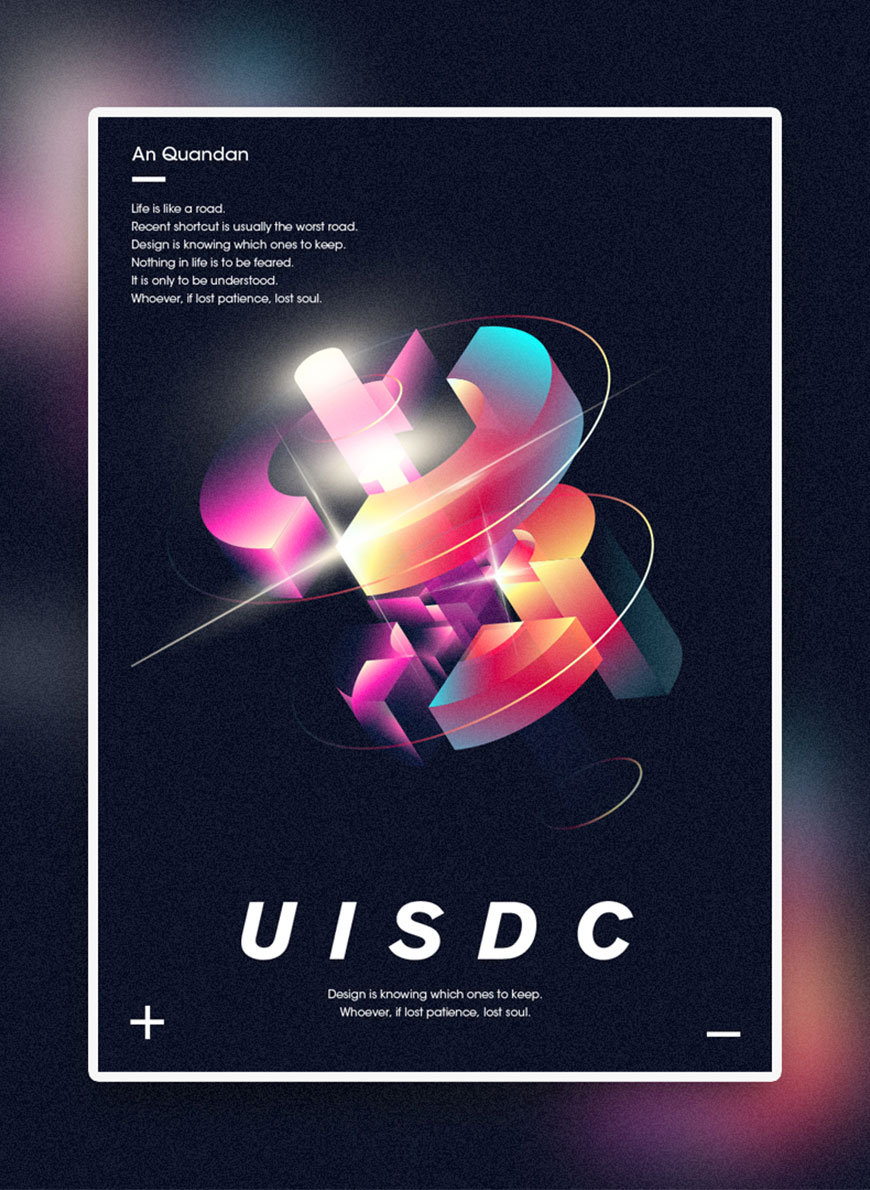 An Quandan
Life is like a road.
Recent shortcut is usually the worst road.
Design is knowing which ones to keep.
Nothing in life is to be feared.
It is only to be understood.
Whoever, if lost patience, lost soul.
UISDC
Design is knowing which ones to keep.
Whoever, if lost patience, lost soul.